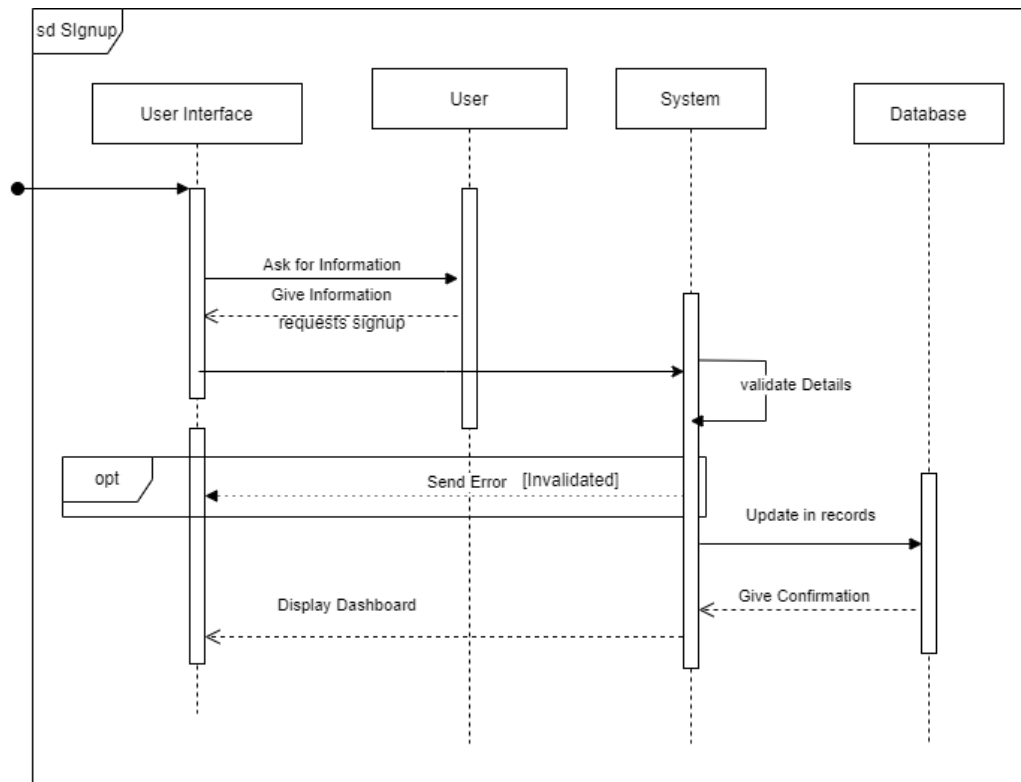 sd SIgnup
User Interface
User
System
Database
Ask for Information
Give Information
requests signup
validate Details
opt
Send Error
[Invalidated]
Update in records
Give Confirmation
Display Dashboard